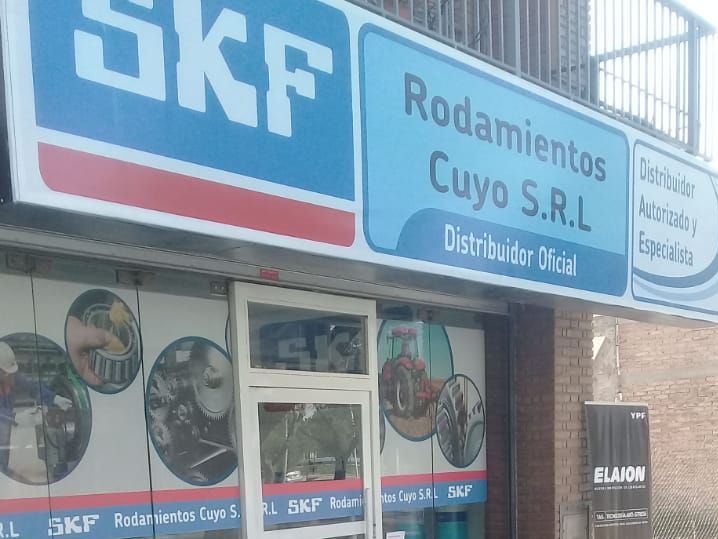 SKF
Rodamientos
Cuyo S.R.L
Distribuidor Oficial
Distribuidor
Autorizado y
Especialista
SKF
R.L SKF Rodamientos Cuyo S. SKF Rodamientos Cuyo S.R.L SKF
YPF
ELAION